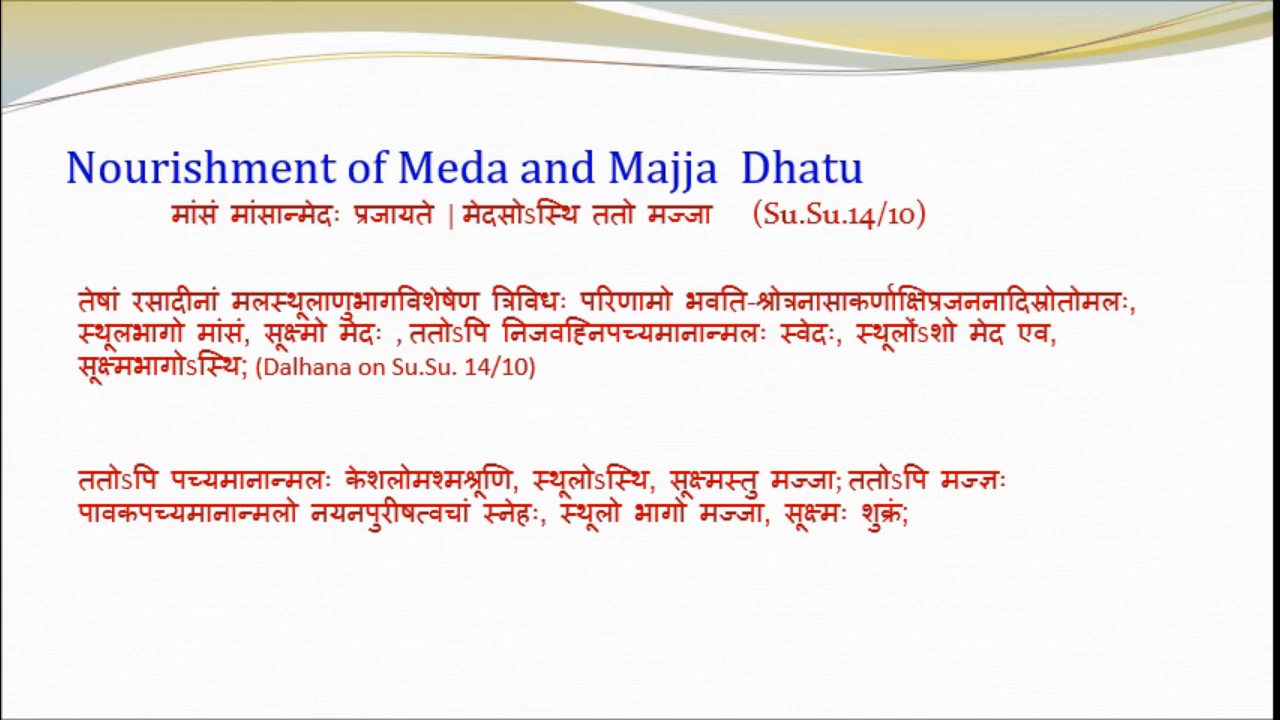 Nourishment of Meda and Majja Dhatu
मांसं मांसान्मेदः प्रजायते | मेदसोऽस्थि ततो मज्जा (Su.Su.14/10)
तेषां रसादीनां मलस्थूलाणुभागविशेषेण त्रिविधः परिणामो भवति-श्रोत्रनासाकर्णाक्षिप्रजननादिस्रोतोमलः,
स्थूलभागो मांसं, सूक्ष्मो मेदः , ततोऽपि निजवह्निपच्यमानान्मलः स्वेदः, स्थूलोंऽशो मेद एव,
सूक्ष्मभागोऽस्थि; (Dalhana on Su.Su. 14/10)
ततोऽपि पच्यमानान्मलः केशलोमश्मश्रूणि, स्थूलोऽस्थि, सूक्ष्मस्तु मज्जा; ततोऽपि मज्ज्ञः
पावकपच्यमानान्मलो नयनपुरीषत्वचां स्नेहः, स्थूलो भागो मज्जा, सूक्ष्मः शुक्रं;